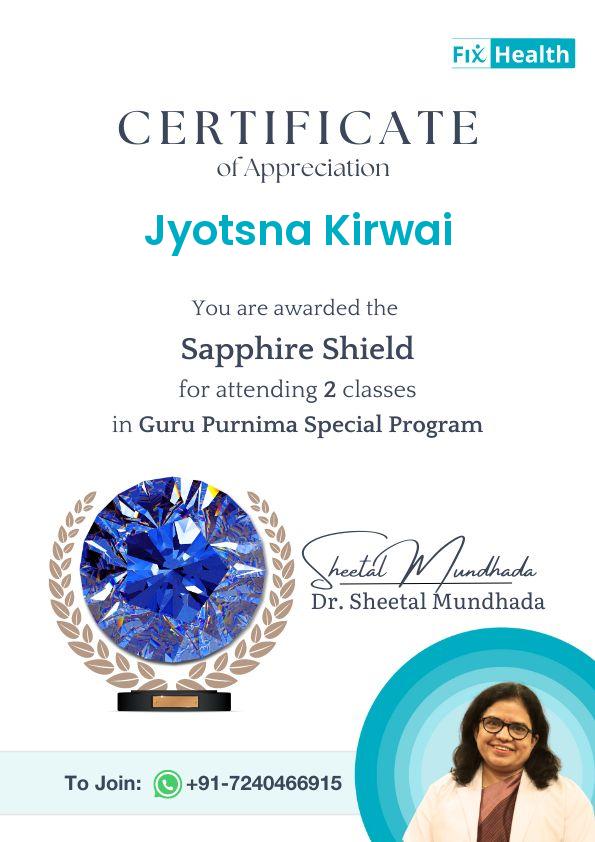 Fix Health
CERTIFICATE
of Appreciation
Jyotsna Kirwai
You are awarded the
Sapphire Shield
for attending 2 classes
in Guru Purnima Special Program
Sheetal Mundhada
Dr. Sheetal Mundhada
To Join: +91-7240466915